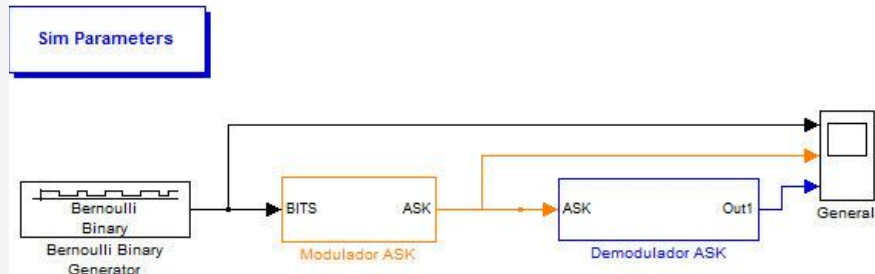 Sim Parameters
Bernoulli
Binary
Bernoulli Binary
Generator
BITS
ASK
Modulador ASK
ASK
Out1
Demodulador ASK
General